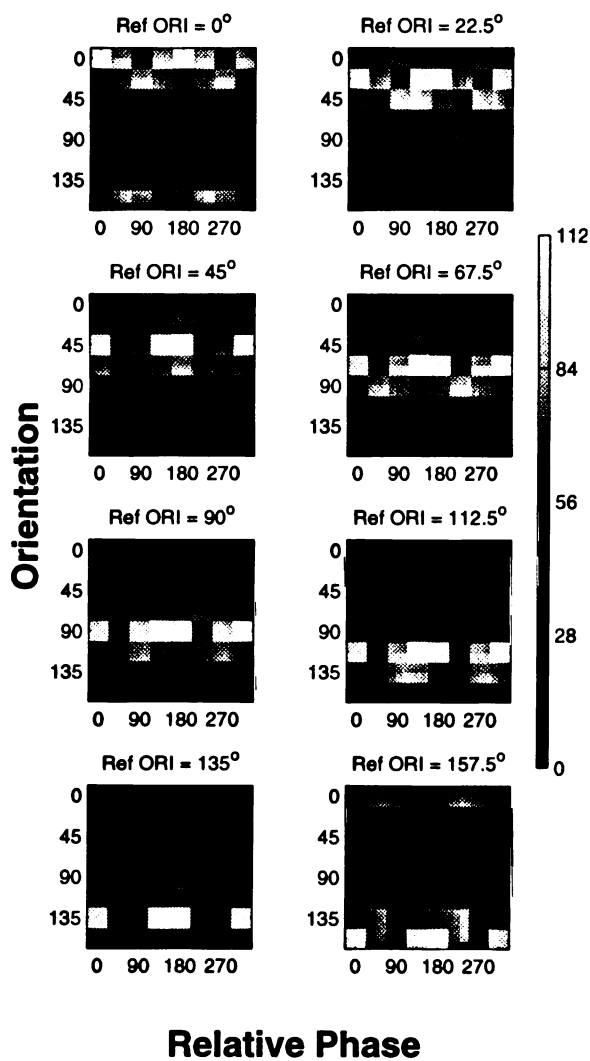 Ref ORI = 0°
0
45
90
135
0 90 180 270
Ref ORI = 22.5°
0
45
90
135
0 90 180 270
Ref ORI = 45°
0
45
90
135
0 90 180 270
Ref ORI = 67.5°
0
45
90
135
0 90 180 270
Ref ORI = 90°
0
45
90
135
0 90 180 270
Ref ORI = 112.5°
0
45
90
135
0 90 180 270
Ref ORI = 135°
0
45
90
135
0 90 180 270
Ref ORI = 157.5°
0
45
90
135
0 90 180 270
112
84
56
28
0
Orientation
Relative Phase